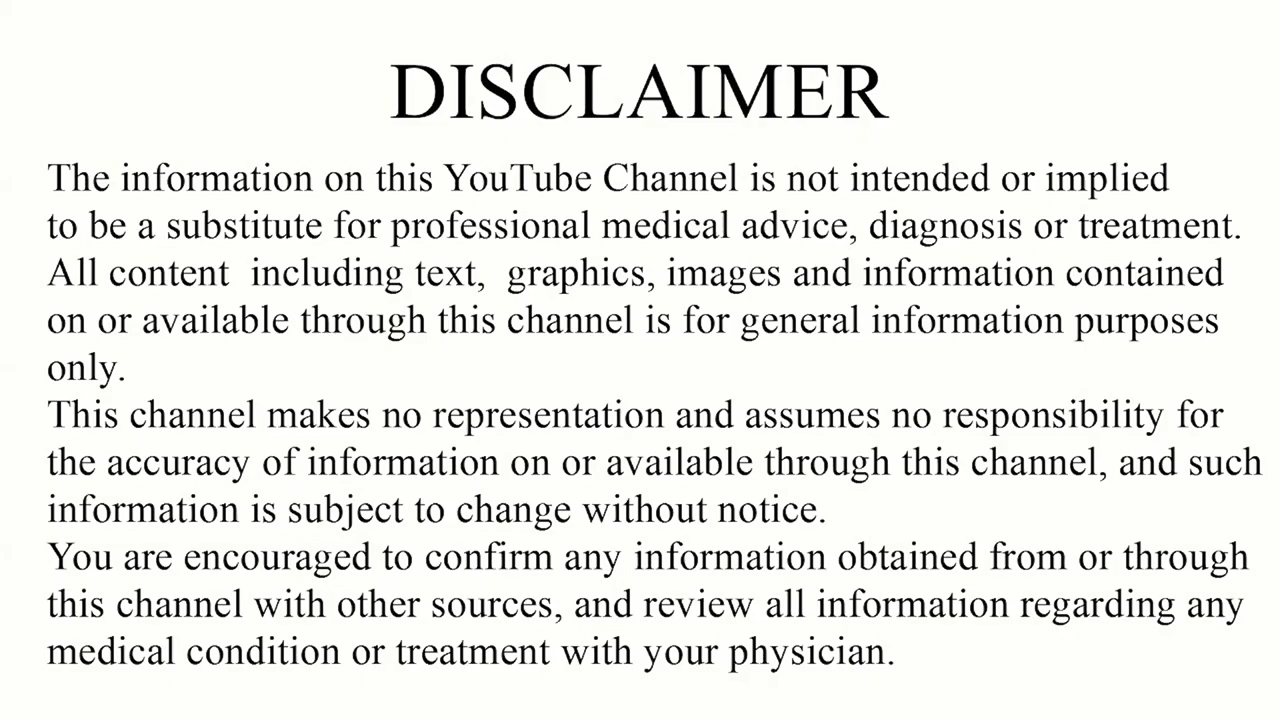 DISCLAIMER
The information on this YouTube Channel is not intended or implied
to be a substitute for professional medical advice, diagnosis or treatment.
All content  including text,  graphics, images and information contained
on or available through this channel is for general information purposes
only.
This channel makes no representation and assumes no responsibility for
the accuracy of information on or available through this channel, and such
information is subject to change without notice.
You are encouraged to confirm any information obtained from or through
this channel with other sources, and review all information regarding any
medical condition or treatment with your physician.